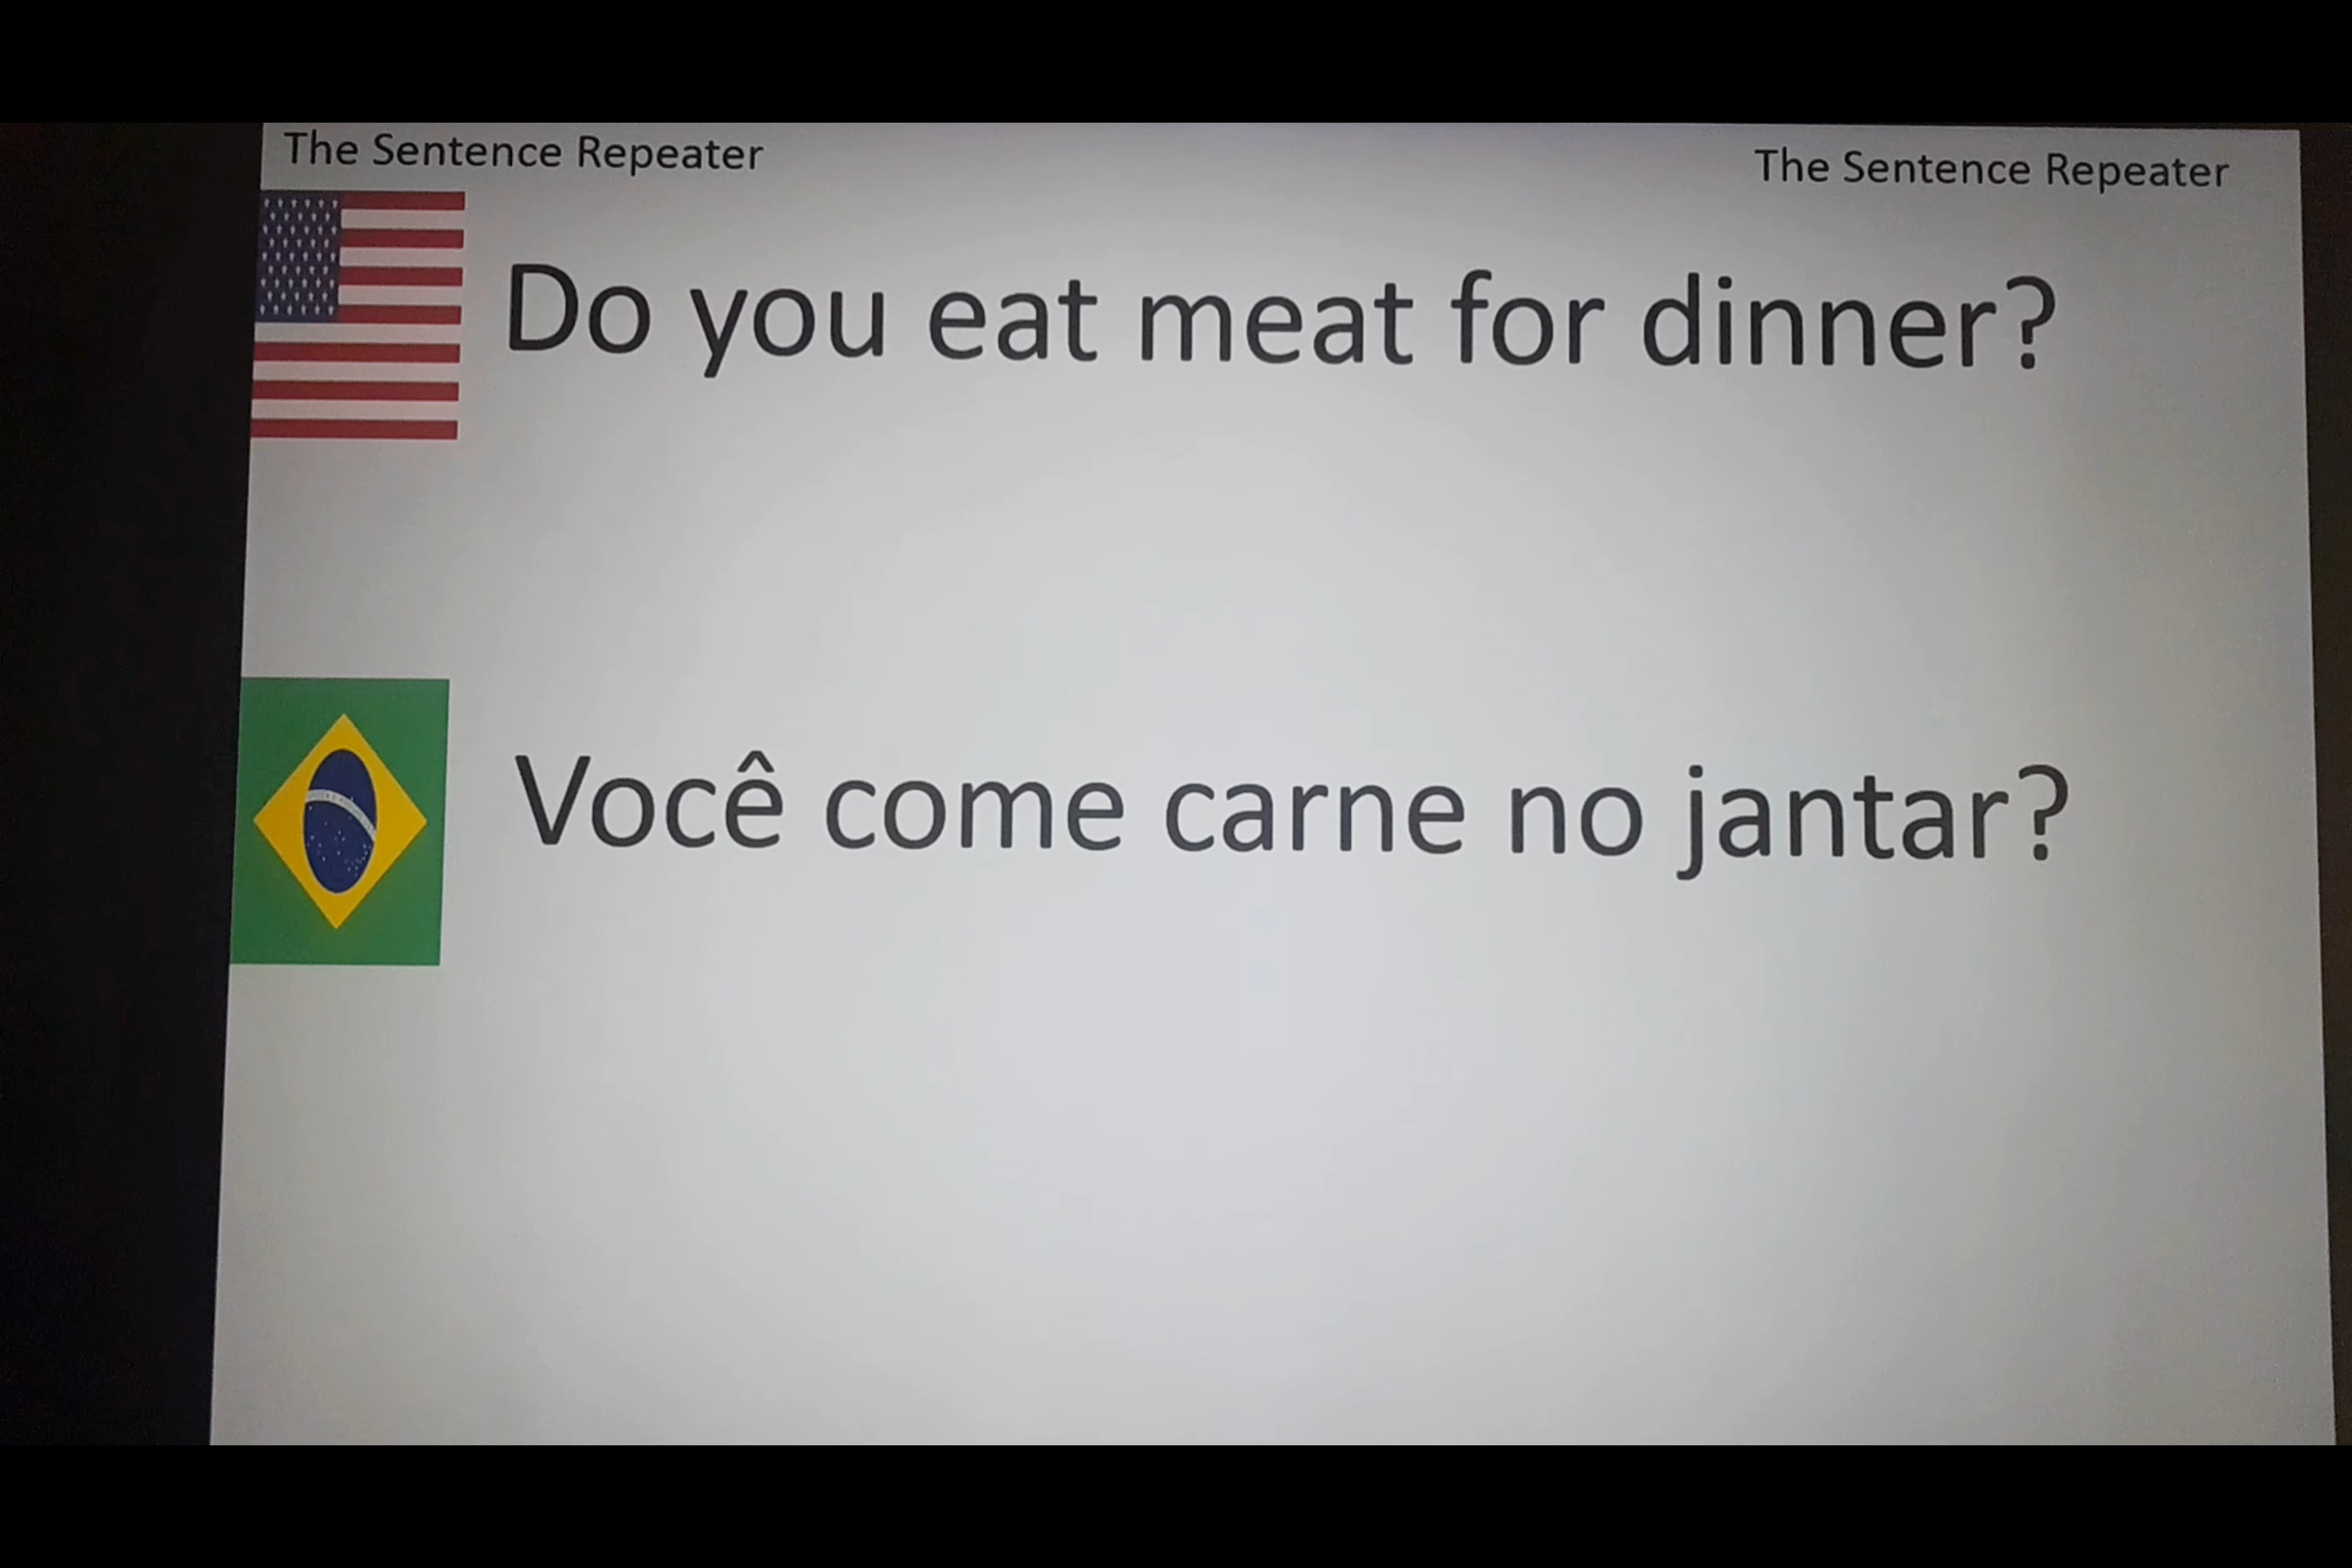 The Sentence Repeater
The Sentence Repeater
Do you eat meat for dinner?
Você come carne no jantar?